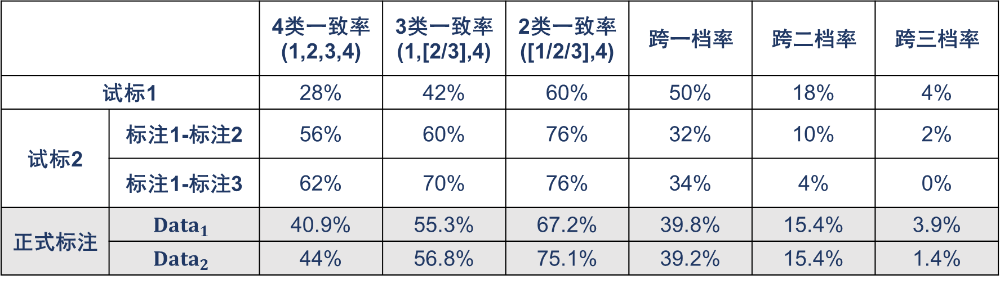 4类一致率 3类一致率 2类一致率 跨一档率 跨二档率 跨三档率
(1,2,3,4) (1,[2/3],4) ([1/2/3],4)
试标1 28% 42% 60% 50% 18% 4%
试标2
标注1-标注2 56% 60% 76% 32% 10% 2%
标注1-标注3 62% 70% 76% 34% 4% 0%
正式标注
Data₁ 40.9% 55.3% 67.2% 39.8% 15.4% 3.9%
Data₂ 44% 56.8% 75.1% 39.2% 15.4% 1.4%